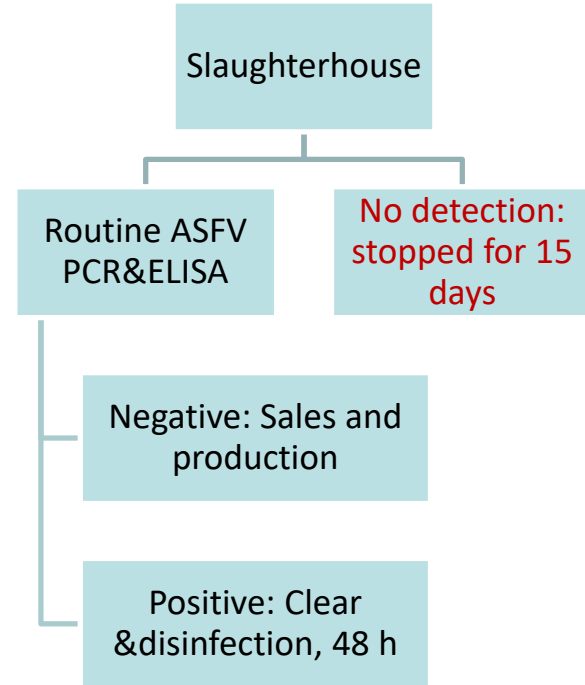 Slaughterhouse
Routine ASFV
PCR&ELISA
No detection:
stopped for 15
days
Negative: Sales and
production
Positive: Clear
&disinfection, 48 h